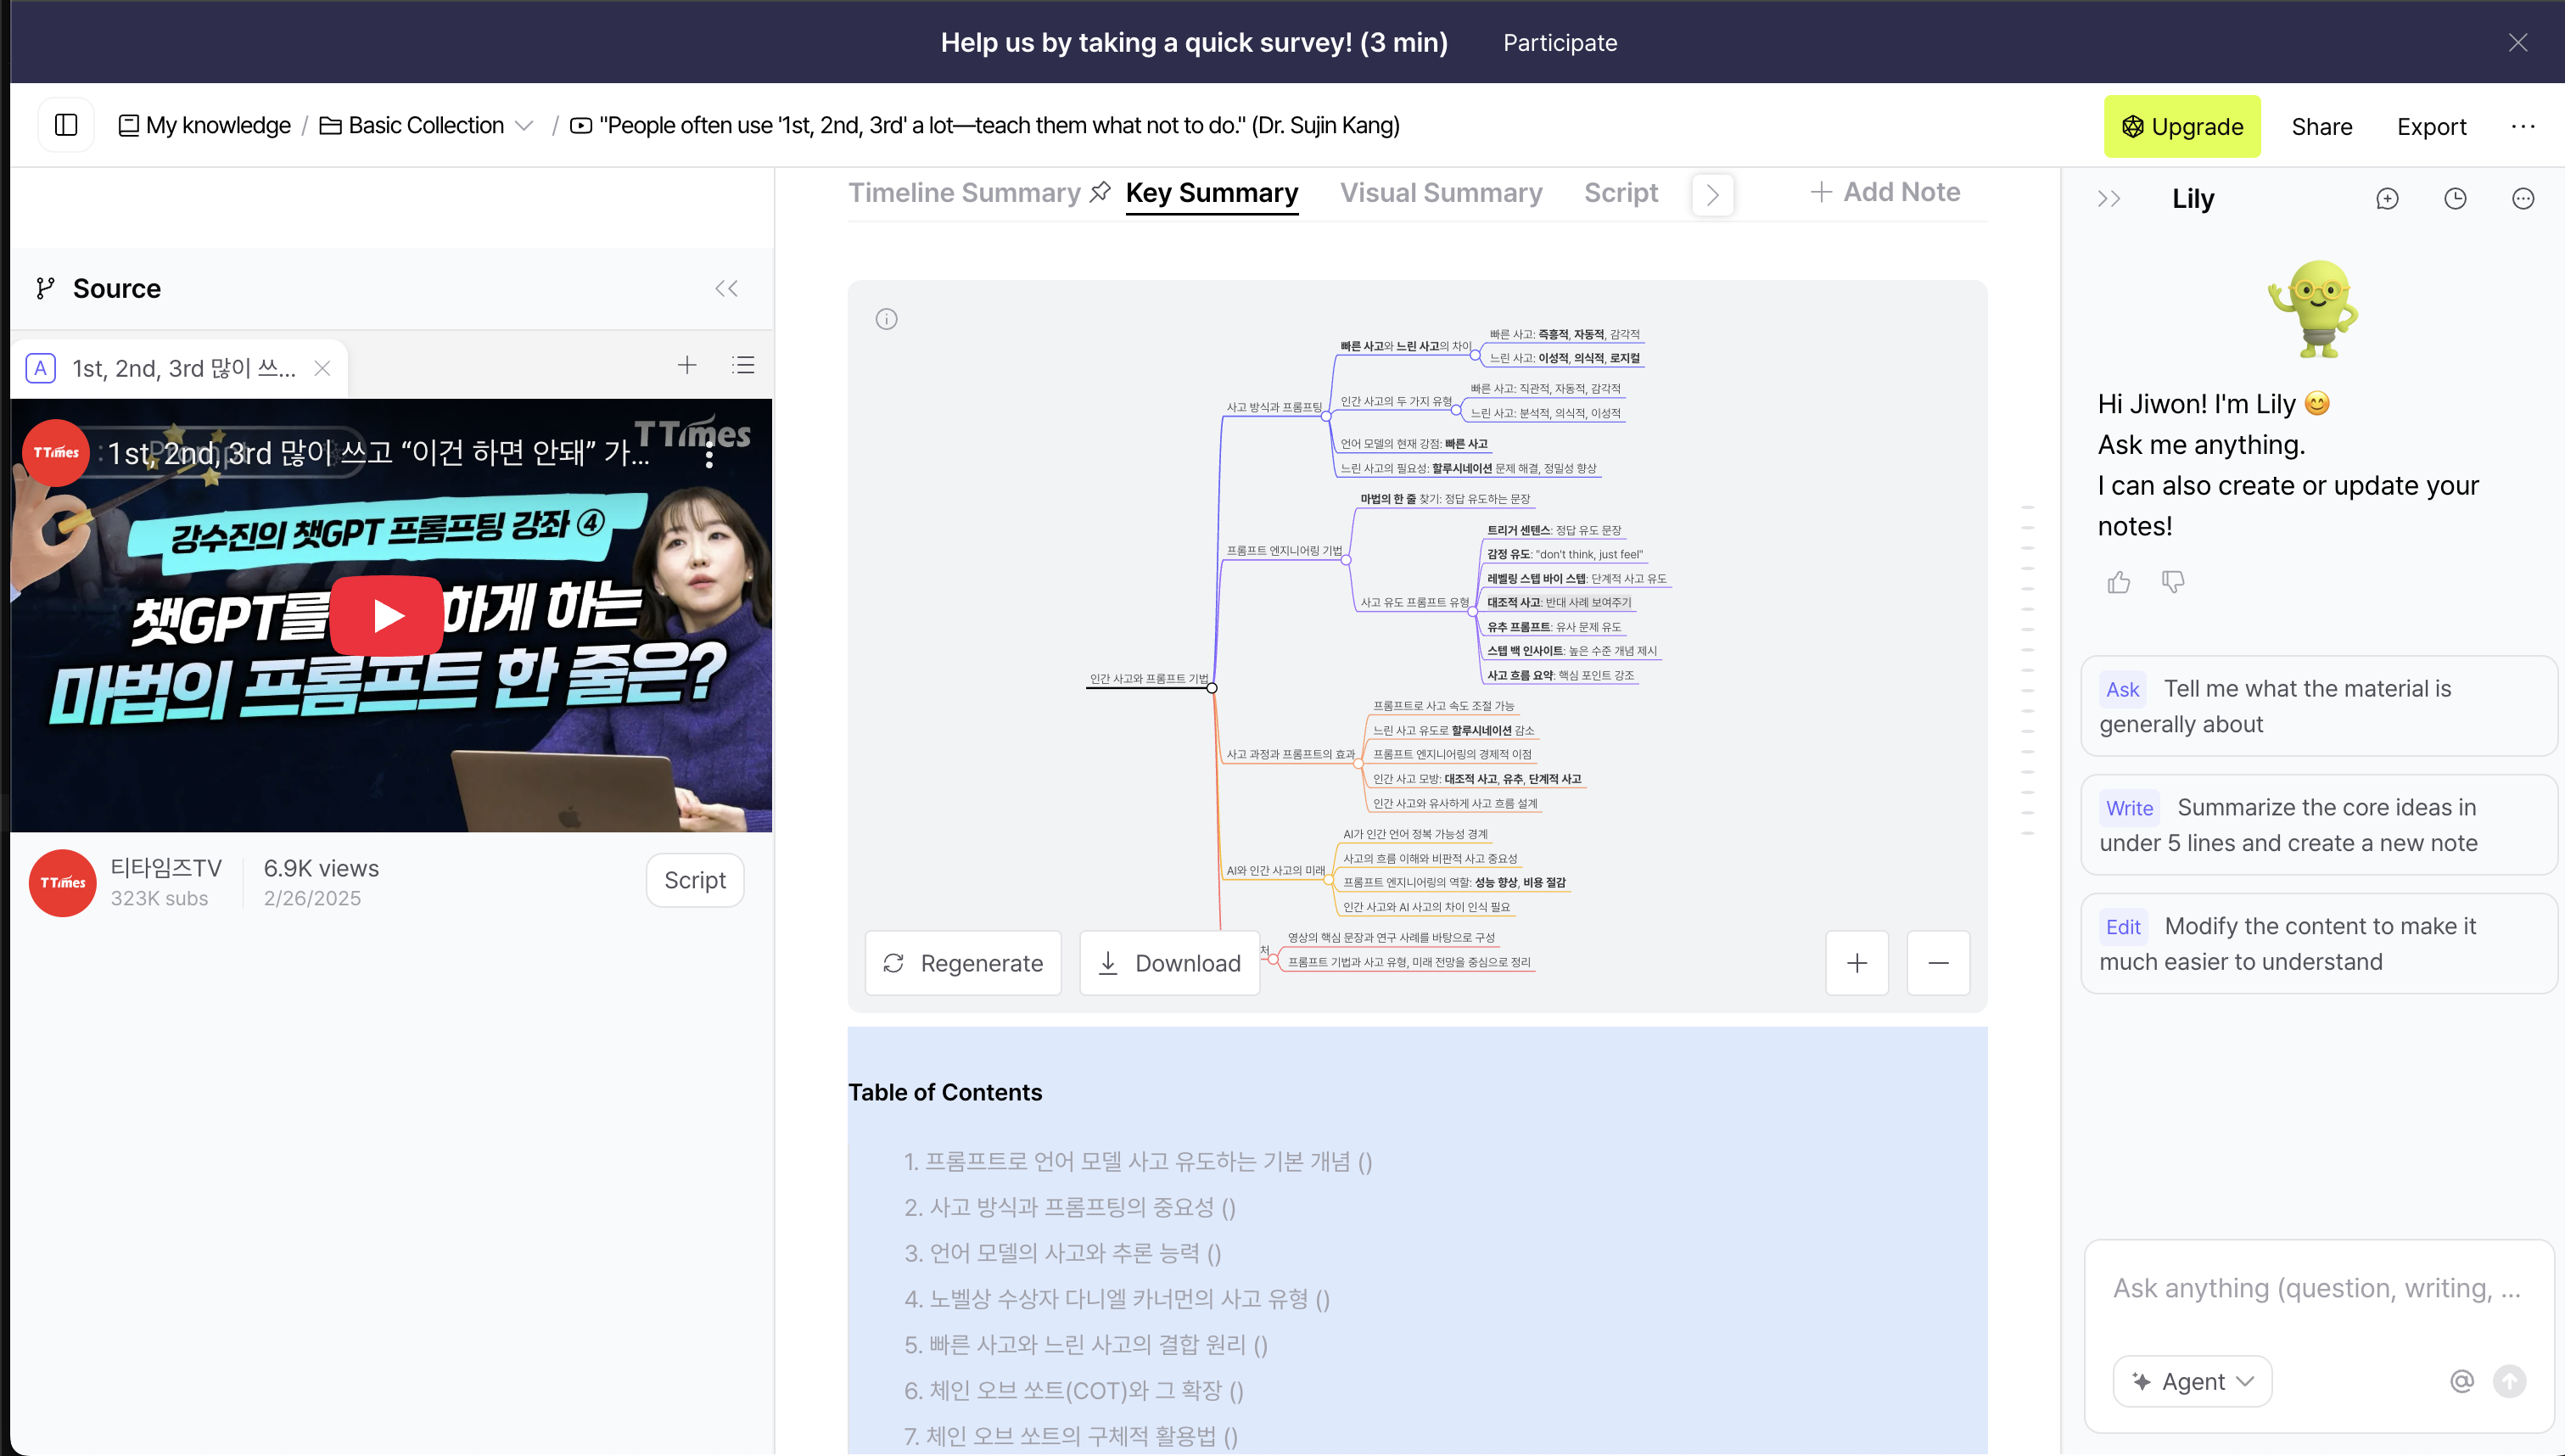 Help us by taking a quick survey! (3 min) Participate
My knowledge / Basic Collection / "People often use '1st, 2nd, 3rd' a lot—teach them what not to do." (Dr. Sujin Kang)
Upgrade Share Export
Source
A 1st, 2nd, 3rd 많이 쓰...
TTimes
TTimes
1st, 2nd, 3rd 많이 쓰고 “이건 하면 안돼” 가...
강수진의 챗GPT 프롬프팅 강좌 ④
챗GPT를 하게 하는
마법의 프롬프트 한 줄은?
TTimes
티타임즈TV
323K subs
6.9K views
2/26/2025
Script
Timeline Summary Key Summary Visual Summary Script Add Note
인간 사고와 프롬프트 기법
사고 방식과 프롬프팅
빠른 사고와 느린 사고의 차이
빠른 사고: 즉흥적, 자동적, 감각적
느린 사고: 이성적, 의식적, 로지컬
인간 사고의 두 가지 유형
빠른 사고: 직관적, 자동적, 감각적
느린 사고: 분석적, 의식적, 이성적
언어 모델의 현재 강점: 빠른 사고
느린 사고의 필요성: 할루시네이션 문제 해결, 정밀성 향상
프롬프트 엔지니어링 기법
마법의 한 줄 찾기: 정답 유도하는 문장
사고 유도 프롬프트 유형
트리거 센텐스: 정답 유도 문장
감정 유도: "don't think, just feel"
레벨링 스텝 바이 스텝: 단계적 사고 유도
대조적 사고: 반대 사례 보여주기
유추 프롬프트: 유사 문제 유도
스텝 백 인사이트: 높은 수준 개념 제시
사고 흐름 요약: 핵심 포인트 강조
사고 과정과 프롬프트의 효과
프롬프트로 사고 속도 조절 가능
느린 사고 유도로 할루시네이션 감소
프롬프트 엔지니어링의 경제적 이점
인간 사고 모방: 대조적 사고, 유추, 단계적 사고
인간 사고와 유사하게 사고 흐름 설계
AI와 인간 사고의 미래
AI가 인간 언어 정복 가능성 경계
사고의 흐름 이해와 비판적 사고 중요성
프롬프트 엔지니어링의 역할: 성능 향상, 비용 절감
인간 사고와 AI 사고의 차이 인식 필요
처
영상의 핵심 문장과 연구 사례를 바탕으로 구성
프롬프트 기법과 사고 유형, 미래 전망을 중심으로 정리
Regenerate Download
Table of Contents
1. 프롬프트로 언어 모델 사고 유도하는 기본 개념 ()
2. 사고 방식과 프롬프팅의 중요성 ()
3. 언어 모델의 사고와 추론 능력 ()
4. 노벨상 수상자 다니엘 카너먼의 사고 유형 ()
5. 빠른 사고와 느린 사고의 결합 원리 ()
6. 체인 오브 쏘트(COT)와 그 확장 ()
7. 체인 오브 쏘트의 구체적 활용법 ()
Lily
Hi Jiwon! I'm Lily 😊
Ask me anything.
I can also create or update your
notes!
Ask Tell me what the material is
generally about
Write Summarize the core ideas in
under 5 lines and create a new note
Edit Modify the content to make it
much easier to understand
Ask anything (question, writing, ...
Agent